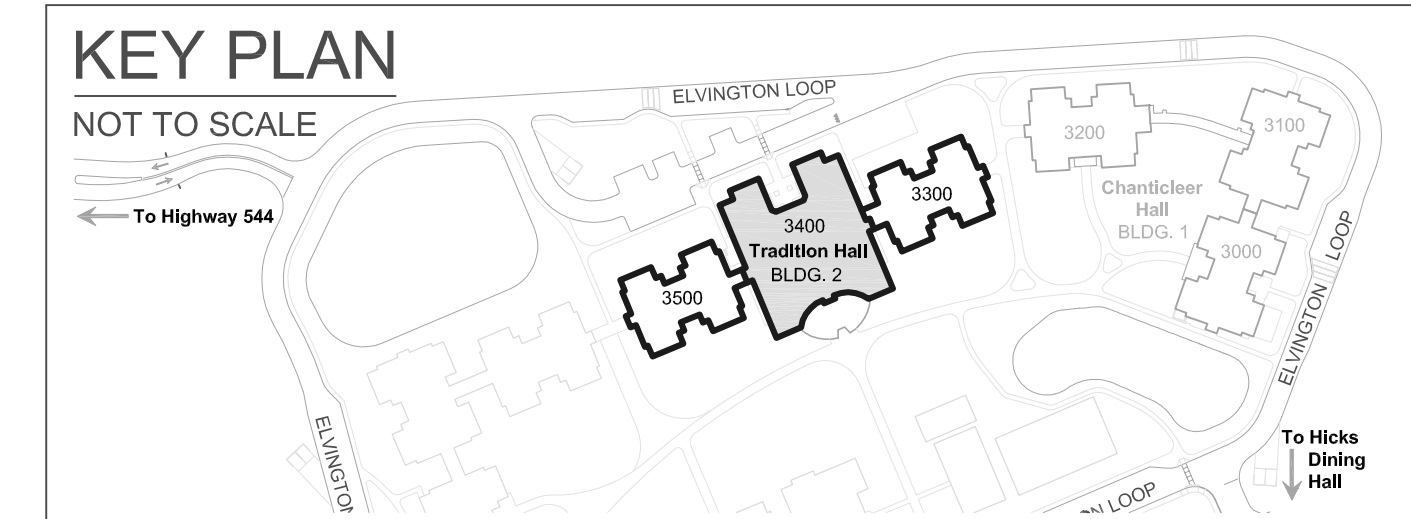 KEY PLAN
NOT TO SCALE
ELVINGTON LOOP
3200
3100
3300
Chanticleer
Hall
BLDG. 1
To Highway 544
3400
Tradition Hall
BLDG. 2
3000
ELVINGTON LOOP
3500
ELVINGTON
To Hicks
Dining
Hall
LOOP